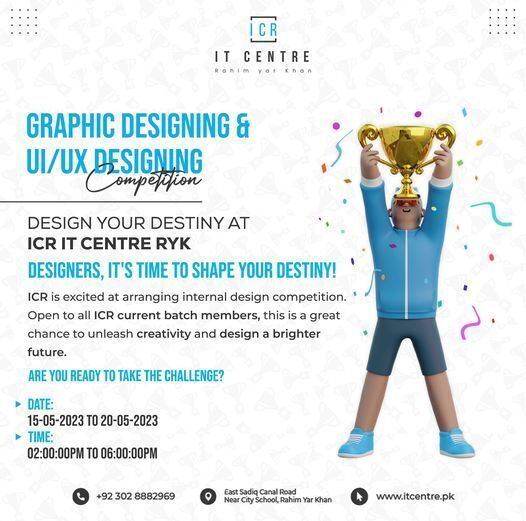 ICR
IT CENTRE
Rahim yar Khan
GRAPHIC DESIGNING &
UI/UX DESIGNING
Competition
DESIGN YOUR DESTINY AT
ICR IT CENTRE RYK
DESIGNERS, IT'S TIME TO SHAPE YOUR DESTINY!
ICR is excited at arranging internal design competition.
Open to all ICR current batch members, this is a great
chance to unleash creativity and design a brighter
future.
ARE YOU READY TO TAKE THE CHALLENGE?
DATE:
15-05-2023 TO 20-05-2023
TIME:
02:00:00PM TO 06:00:00PM
+92 302 8882969
East Sadiq Canal Road
Near City School, Rahim Yar Khan
www.itcentre.pk